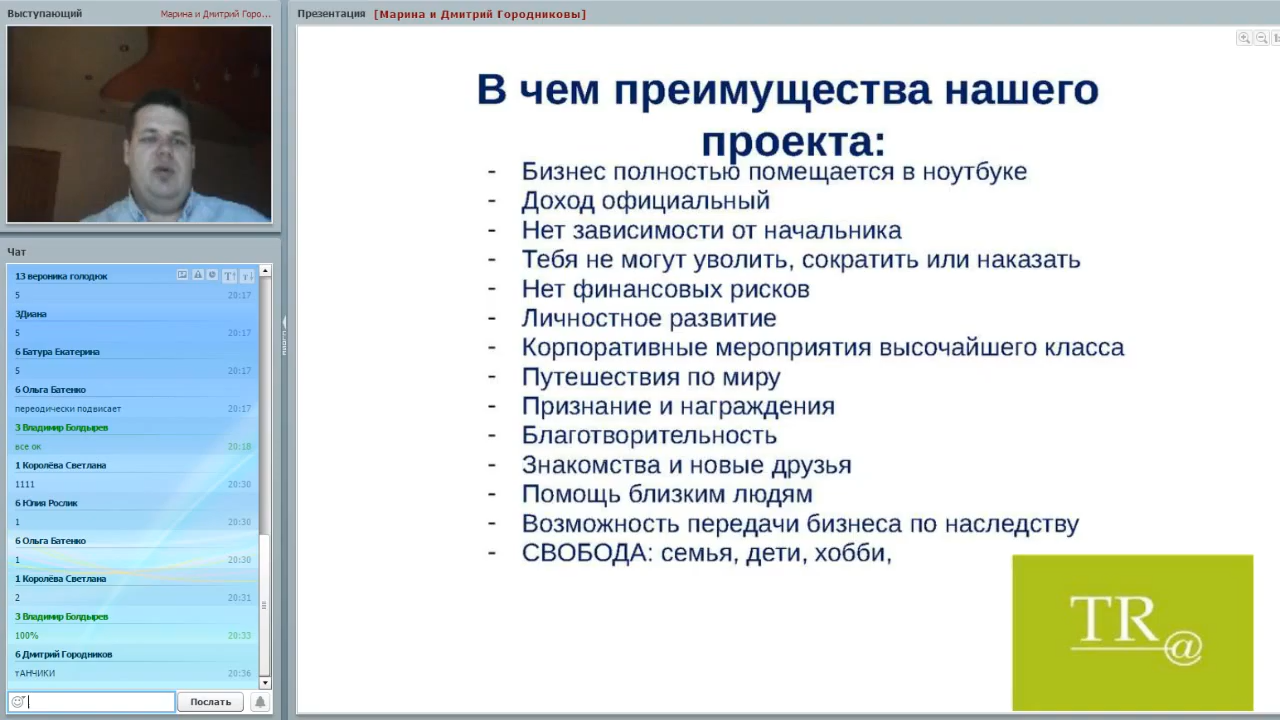 Выступающий
Марина и Дмитрий Горо...
Презентация [Марина и Дмитрий Городниковы]
В чем преимущества нашего
проекта:
- Бизнес полностью помещается в ноутбуке
- Доход официальный
- Нет зависимости от начальника
- Тебя не могут уволить, сократить или наказать
- Нет финансовых рисков
- Личностное развитие
- Корпоративные мероприятия высочайшего класса
- Путешествия по миру
- Признание и награждения
- Благотворительность
- Знакомства и новые друзья
- Помощь близким людям
- Возможность передачи бизнеса по наследству
- СВОБОДА: семья, дети, хобби,
TR@
Чат
13 вероника голодюк
5 20:17
3Диана
5 20:17
6 Батура Екатерина
5 20:17
6 Ольга Батенко
переодически подвисает 20:17
3 Владимир Болдырев
все ок 20:18
1 Королёва Светлана
1111 20:30
6 Юлия Рослик
1 20:30
6 Ольга Батенко
1 20:30
1 Королёва Светлана
2 20:31
3 Владимир Болдырев
100% 20:33
6 Дмитрий Городников
тАНЧИКИ 20:36
Послать